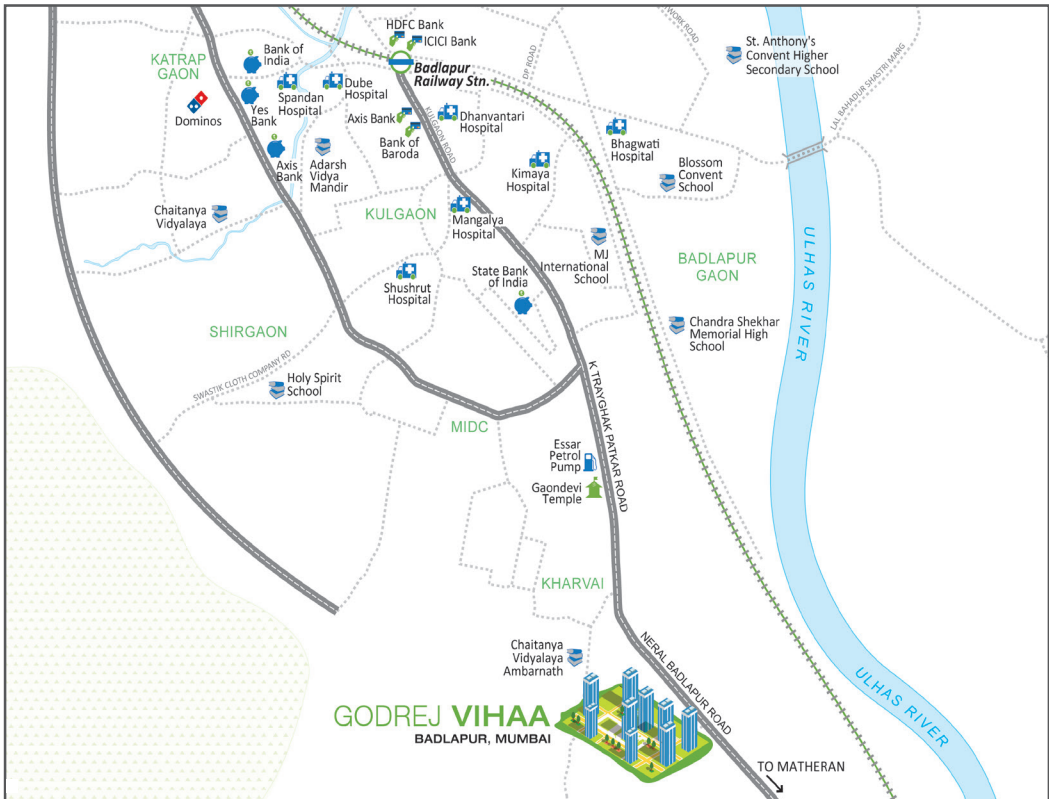 HDFC Bank
ICICI Bank
Badlapur
Railway Stn.
KATRAP
GAON
Bank of
India
Spandan
Hospital
Dube
Hospital
Dominos
Yes
Bank
Axis Bank
Bank of
Baroda
Dhanvantari
Hospital
KULGAON ROAD
DP ROAD
WORK ROAD
St. Anthony's
Convent Higher
Secondary School
LAL BAHADUR SHASTRI MARG
Axis
Bank
Adarsh
Vidya
Mandir
Bhagwati
Hospital
Kimaya
Hospital
Blossom
Convent
School
Chaitanya
Vidyalaya
KULGAON
Mangalya
Hospital
MJ
International
School
BADLAPUR
GAON
ULHAS RIVER
Shushrut
Hospital
State Bank
of India
SHIRGAON
Chandra Shekhar
Memorial High
School
SWASTIK CLOTH COMPANY RD
Holy Spirit
School
MIDC
K TRAYGHAK PATKAR ROAD
Essar
Petrol
Pump
Gaondevi
Temple
KHARVAI
Chaitanya
Vidyalaya
Ambarnath
NERAL BADLAPUR ROAD
ULHAS RIVER
GODREJ VIHAA
BADLAPUR, MUMBAI
TO MATHERAN